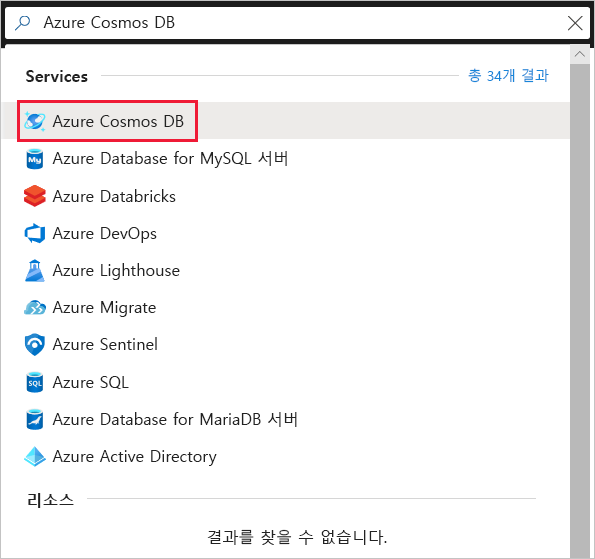 Azure Cosmos DB
Services
총 34개 결과
Azure Cosmos DB
My
Azure Database for MySQL 서버
Azure Databricks
Azure DevOps
Azure Lighthouse
Azure Migrate
Azure Sentinel
SQL
Azure SQL
Azure Database for MariaDB 서버
Azure Active Directory
리소스
결과를 찾을 수 없습니다.